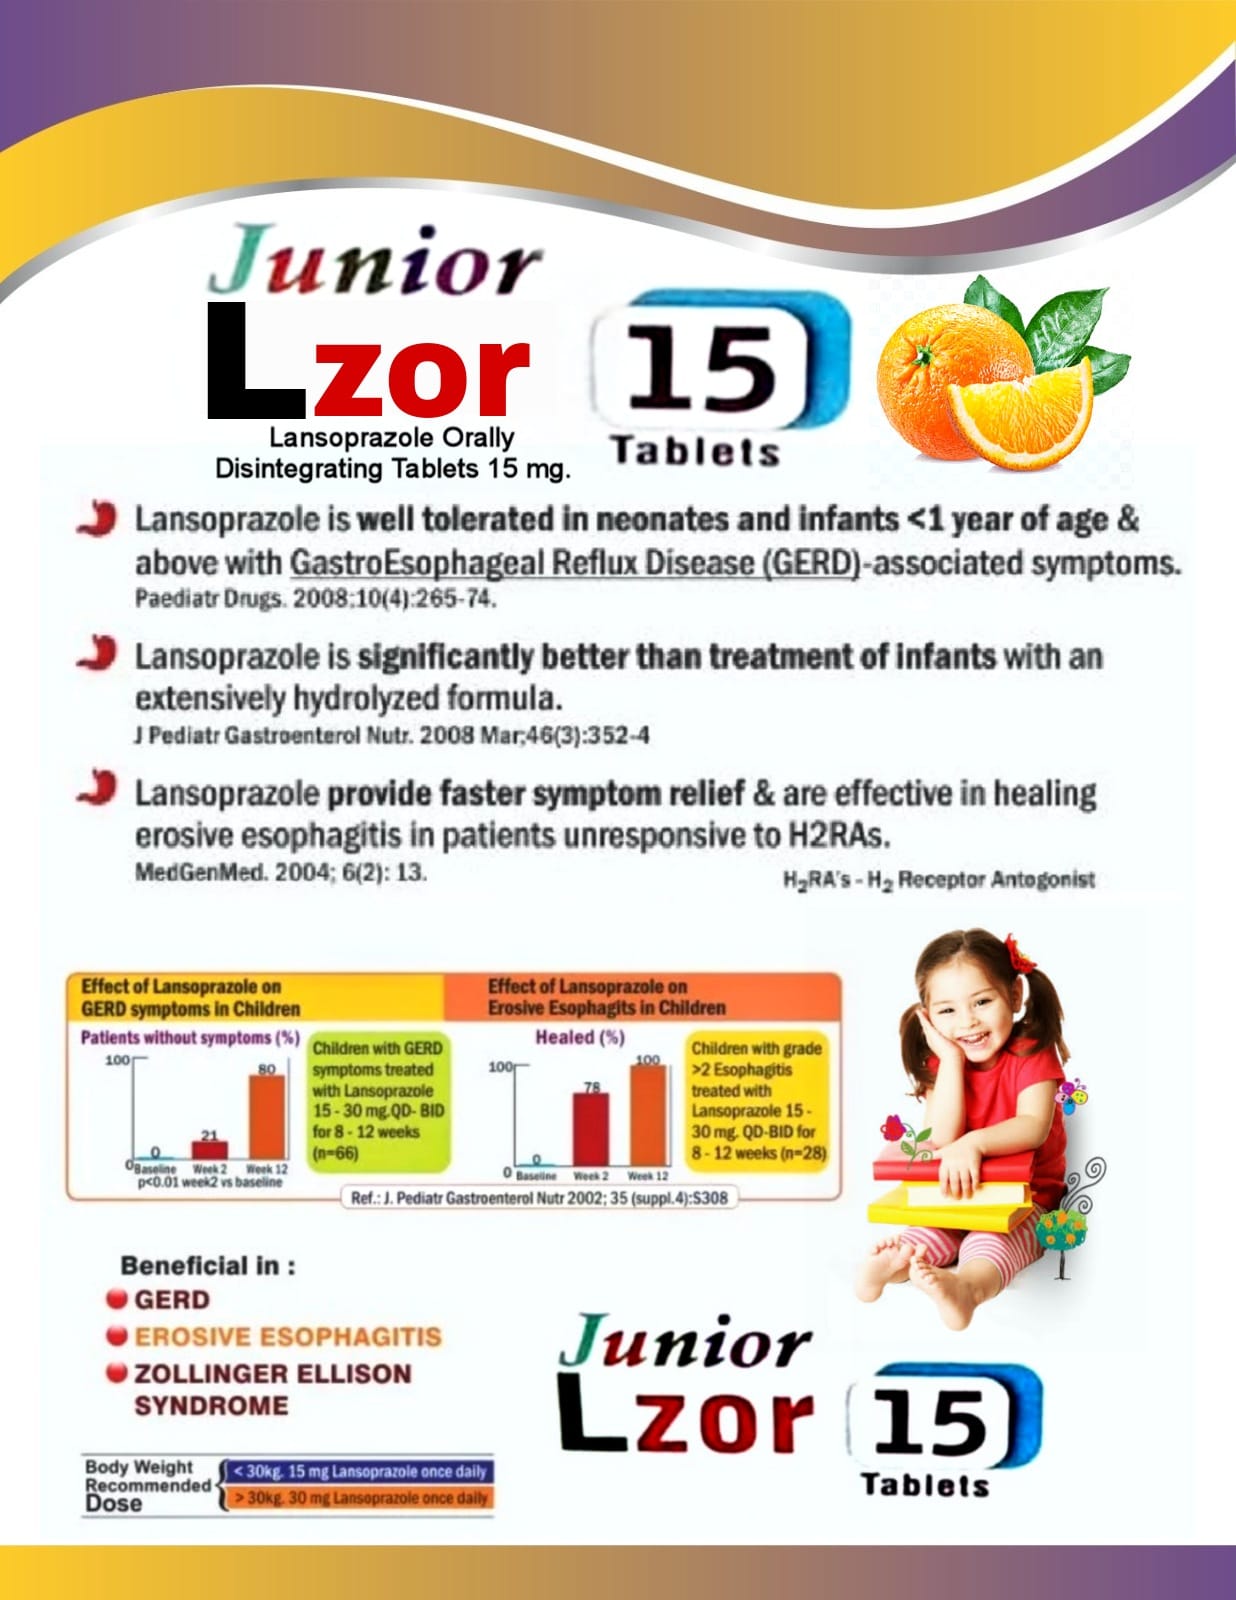 Junior
Lzor
15
Tablets
Lansoprazole Orally
Disintegrating Tablets 15 mg.
Lansoprazole is well tolerated in neonates and infants <1 year of age &
above with GastroEsophageal Reflux Disease (GERD)-associated symptoms.
Paediatr Drugs. 2008;10(4):265-74.
Lansoprazole is significantly better than treatment of infants with an
extensively hydrolyzed formula.
J Pediatr Gastroenterol Nutr. 2008 Mar;46(3):352-4
Lansoprazole provide faster symptom relief & are effective in healing
erosive esophagitis in patients unresponsive to H2RAs.
MedGenMed. 2004; 6(2): 13.
H₂RA's - H₂ Receptor Antogonist
Effect of Lansoprazole on
GERD symptoms in Children
Patients without symptoms (%)
100
0
21
80
0
Baseline Week 2 Week 12
p<0.01 week2 vs baseline
Children with GERD
symptoms treated
with Lansoprazole
15 - 30 mg.QD- BID
for 8 - 12 weeks
(n=66)
Effect of Lansoprazole on
Erosive Esophagits in Children
Healed (%)
100
0
78
100
0
Baseline Week 2 Week 12
Children with grade
>2 Esophagitis
treated with
Lansoprazole 15 -
30 mg. QD-BID for
8 - 12 weeks (n=28)
Ref.: J. Pediatr Gastroenterol Nutr 2002; 35 (suppl.4):S308
Beneficial in :
GERD
EROSIVE ESOPHAGITIS
ZOLLINGER ELLISON
SYNDROME
Body Weight
Recommended
Dose
< 30kg. 15 mg Lansoprazole once daily
> 30kg. 30 mg Lansoprazole once daily
Junior
Lzor
15
Tablets